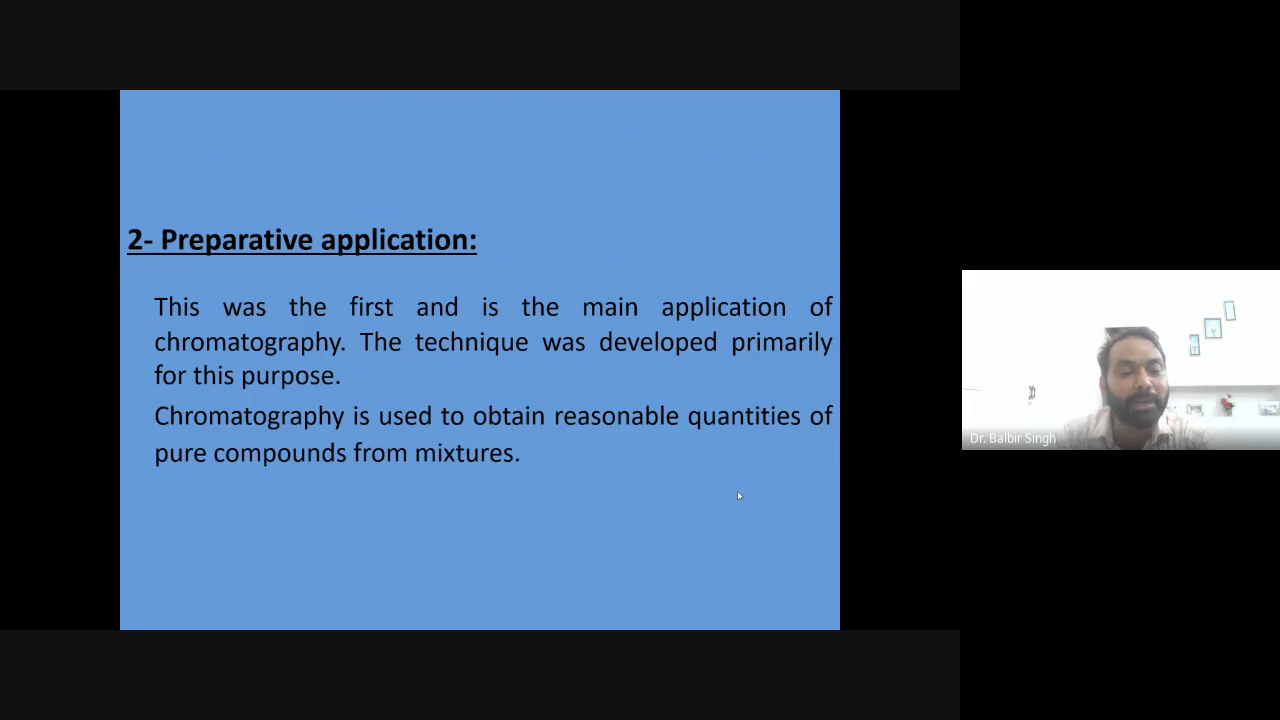 2- Preparative application:
This was the first and is the main application of
chromatography. The technique was developed primarily
for this purpose.
Chromatography is used to obtain reasonable quantities of
pure compounds from mixtures.
Dr. Balbir Singh